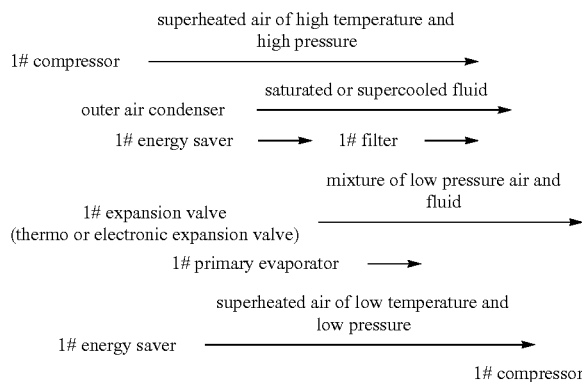 superheated air of high temperature and
high pressure
1# compressor
saturated or supercooled fluid
outer air condenser
1# energy saver 1# filter
mixture of low pressure air and
fluid
1# expansion valve
(thermo or electronic expansion valve)
1# primary evaporator
superheated air of low temperature and
low pressure
1# energy saver
1# compressor